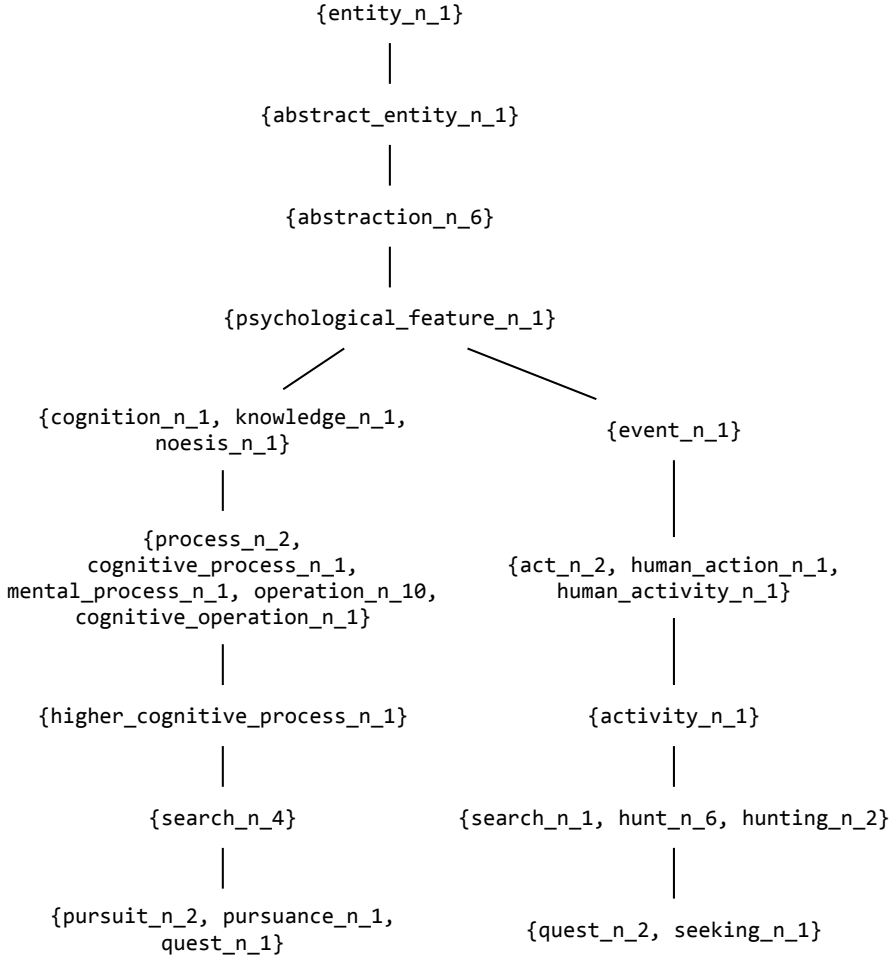 {entity_n_1}
{abstract_entity_n_1}
{abstraction_n_6}
{psychological_feature_n_1}
{cognition_n_1, knowledge_n_1,
noesis_n_1}
{event_n_1}
{process_n_2,
cognitive_process_n_1,
mental_process_n_1, operation_n_10,
cognitive_operation_n_1}
{act_n_2, human_action_n_1,
human_activity_n_1}
{higher_cognitive_process_n_1}
{activity_n_1}
{search_n_4}
{search_n_1, hunt_n_6, hunting_n_2}
{pursuit_n_2, pursuance_n_1,
quest_n_1}
{quest_n_2, seeking_n_1}